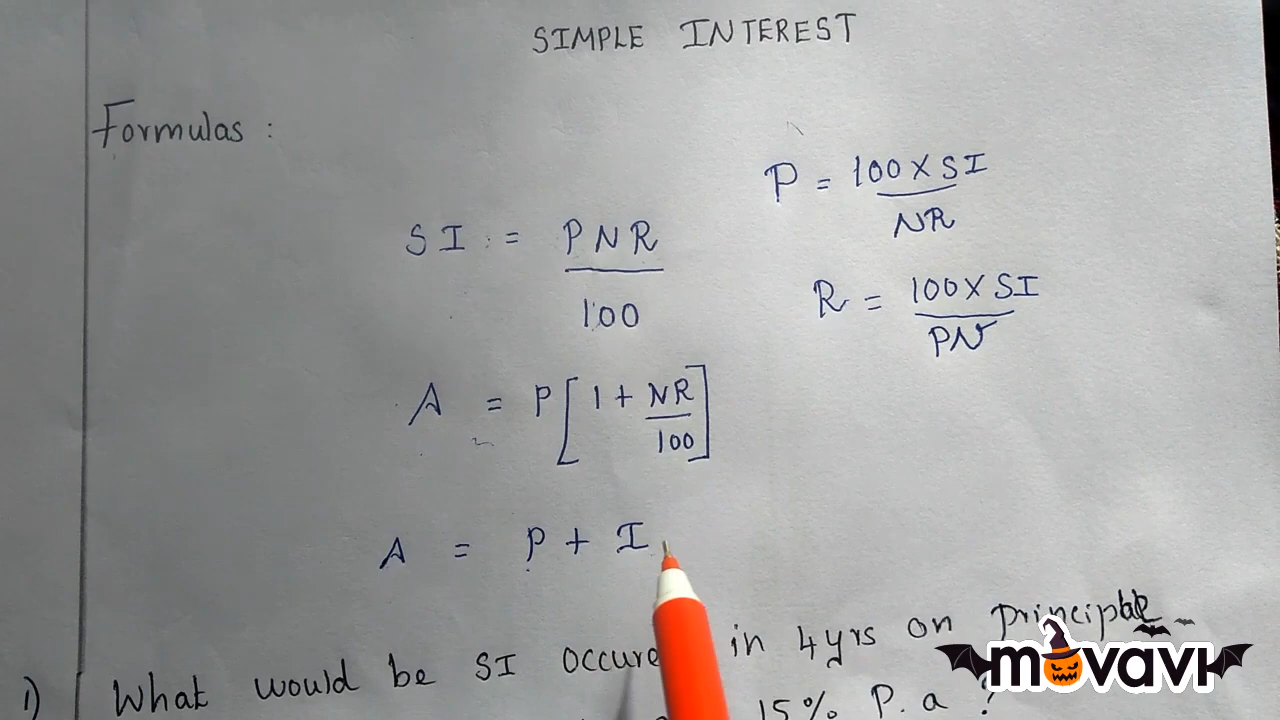 SIMPLE INTEREST
Formulas :
SI = PNR
100
P = 100 X SI
NR
R = 100 X SI
PN
A = P [ 1 + NR
100 ]
A = P + I
1) What would be SI occure in 4yrs on
15% P. a ?
movavi